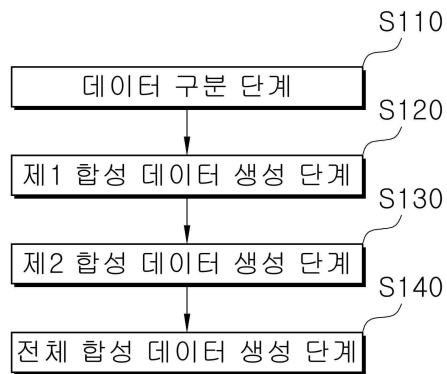 S110
데이터 구분 단계
S120
제1 합성 데이터 생성 단계
S130
제2 합성 데이터 생성 단계
S140
전체 합성 데이터 생성 단계